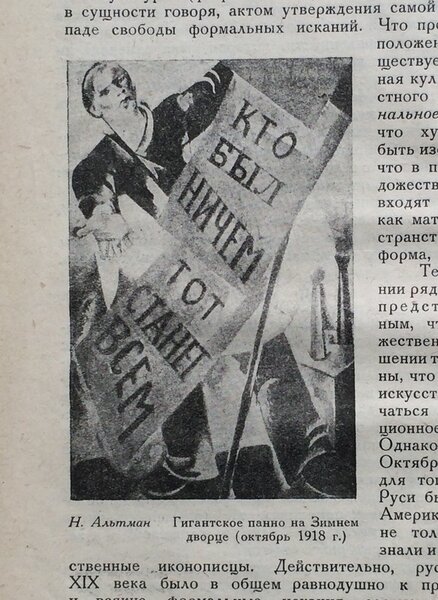 в сущности говоря, актом утверждения самой
паде свободы формальных исканий. Что пре
положен
ществуе
ная кул
стного
нальное
что ху
быть изо
что в п
дожеств
входят
как мат
странст
форма,
КТО
БЫЛ
НИЧЕМ
ТОТ
СТАНЕТ
ВСЕМ
Те
нии ряд
предст
ным, чт
жествен
шении т
ны, что
искусст
чаться
ционное
Однако
Октябр
для тог
Руси бы
Америк
не тол
знали и
Н. Альтман Гигантское панно на Зимнем
дворце (октябрь 1918 г.)
ственные иконописцы. Действительно, рус
XIX века было в общем равнодушно к пр